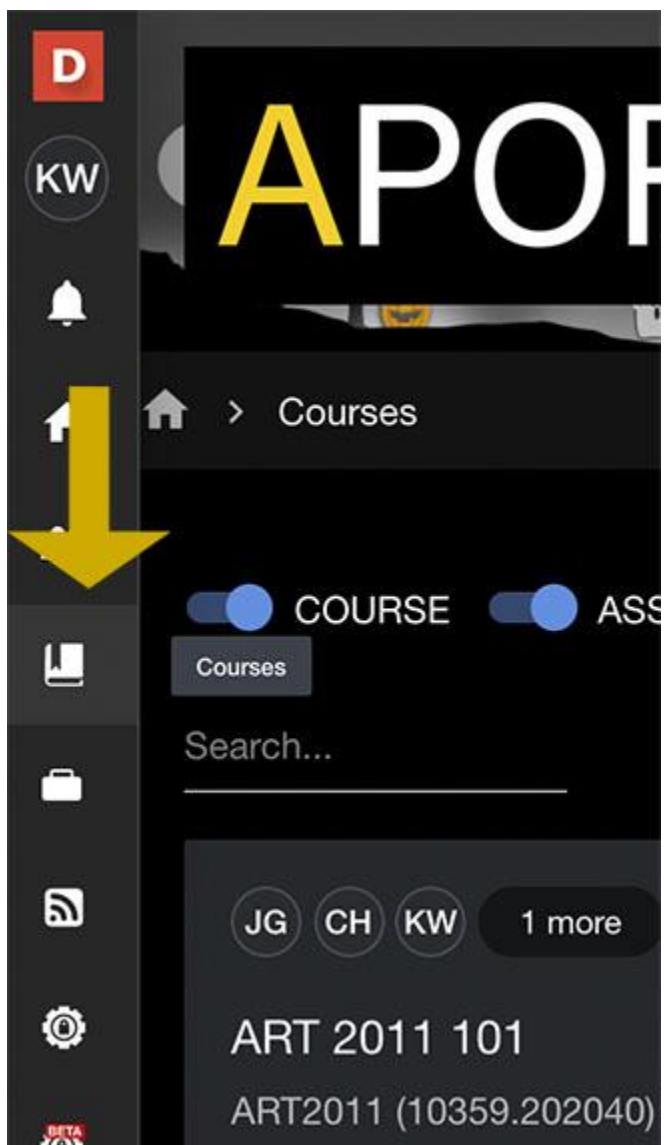 D
KW
APOR
Courses
COURSE ASS
Courses
Search...
JG CH KW 1 more
ART 2011 101
ART2011 (10359.202040)
BETA